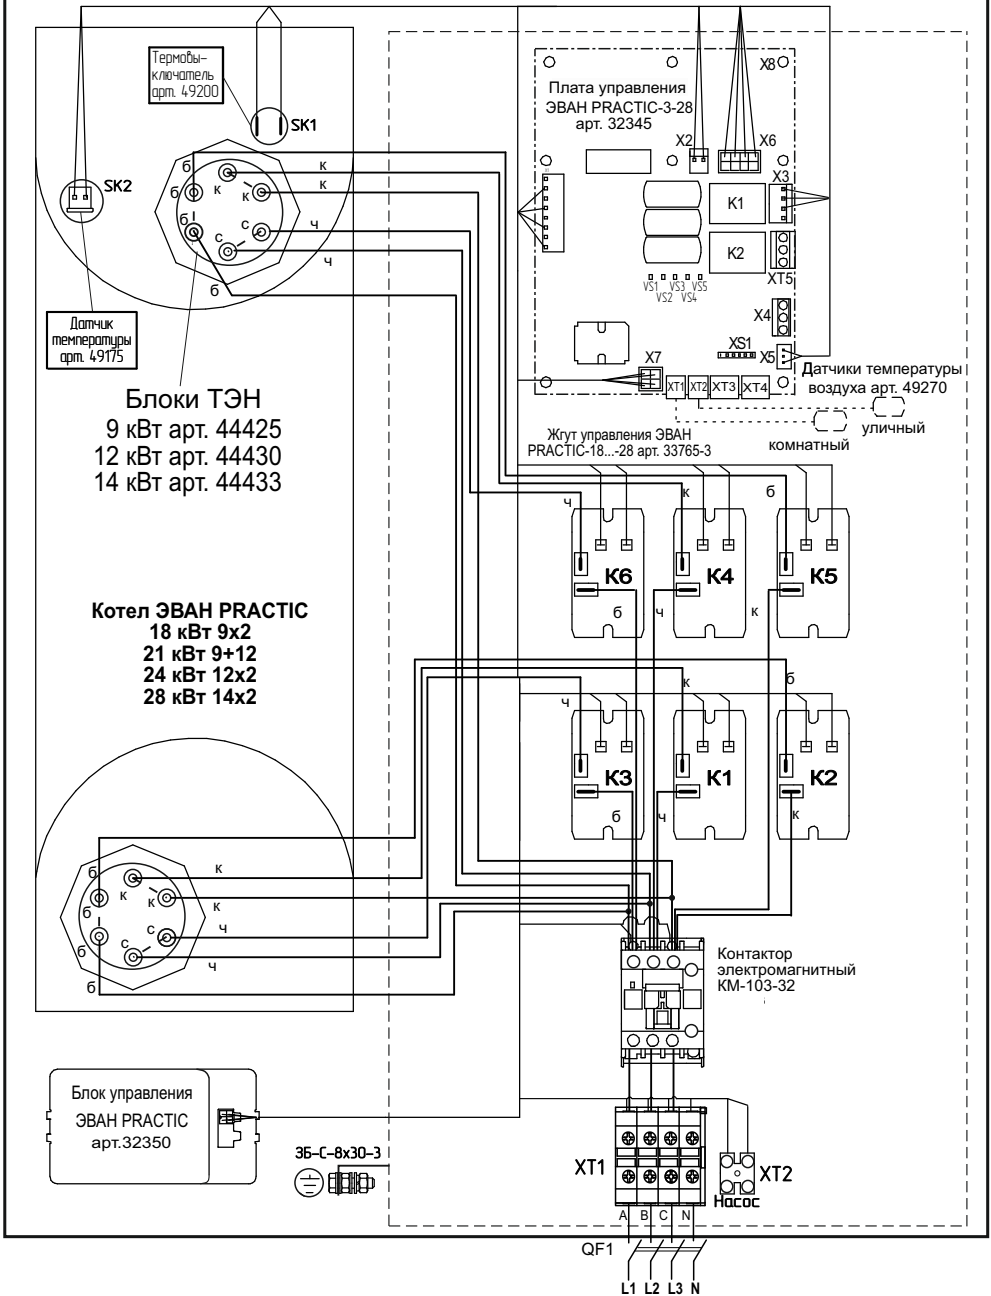 Термовы-
ключатель
арт. 49200
SK1
SK2
к
к
б
б
к
к
б
с
с
ч
ч
б
Датчик
температуры
арт. 49175
Блоки ТЭН
9 кВт арт. 44425
12 кВт арт. 44430
14 кВт арт. 44433
X8
Плата управления
ЭВАН PRACTIC-3-28
арт. 32345
X2
X6
X3
K1
K2
XT5
VS1 VS3 VS5
VS2 VS4
X4
XS1
X5
X7
XT1 XT2 XT3 XT4
Датчики температуры
воздуха арт. 49270
уличный
комнатный
Жгут управления ЭВАН
PRACTIC-18...-28 арт. 33765-3
ч
к
б
K6
K4
K5
б
ч
к
Котел ЭВАН PRACTIC
18 кВт 9х2
21 кВт 9+12
24 кВт 12х2
28 кВт 14х2
ч
к
б
K3
K1
K2
б
ч
к
б
к
к
к
к
б
с
с
ч
ч
б
б
Контактор
электромагнитный
КМ-103-32
Блок управления
ЭВАН PRACTIC
арт.32350
ЗБ-С-8х30-3
XT1
XT2
Насос
A B C N
QF1
L1 L2 L3 N